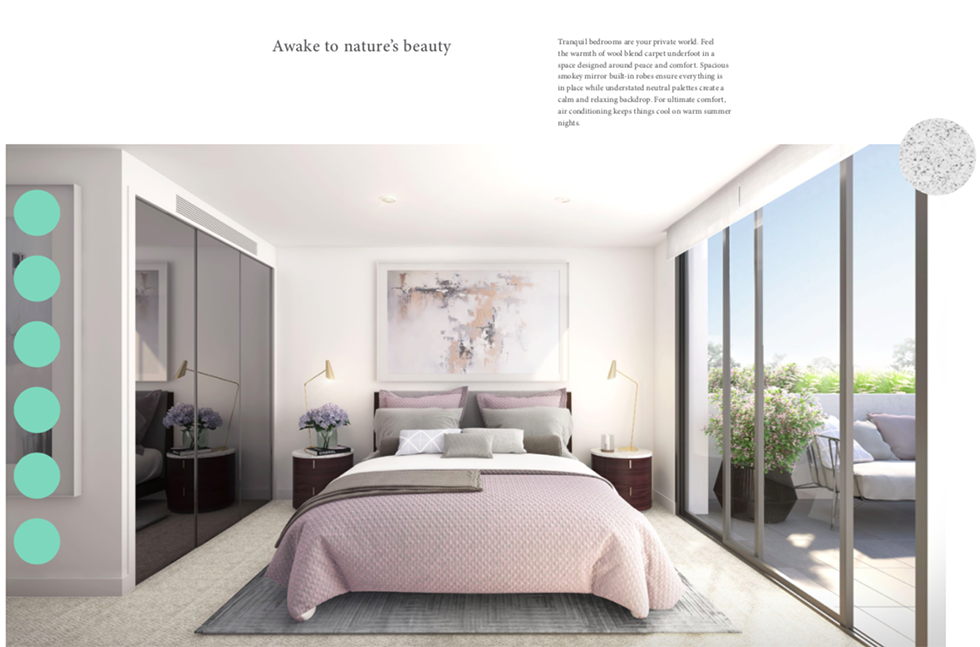 Awake to nature's beauty
Tranquil bedrooms are your private world. Feel
the warmth of wool blend carpet underfoot in a
space designed around peace and comfort. Spacious
smokey mirror built-in robes ensure everything is
in place while understated neutral palettes create a
calm and relaxing backdrop. For ultimate comfort,
air conditioning keeps things cool on warm summer
nights.